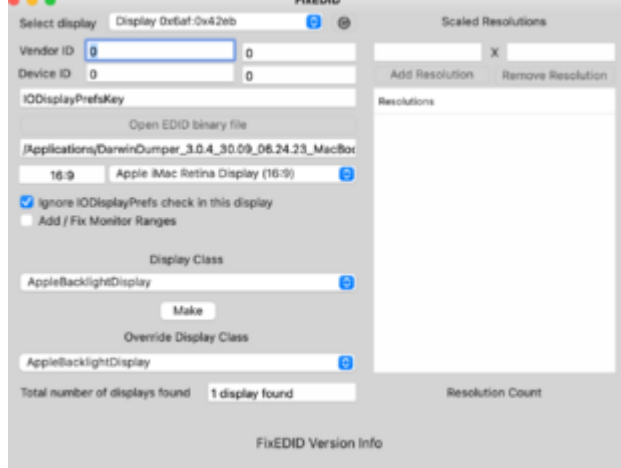 FixEDID
Select display Display 0x6af:0x42eb
Scaled Resolutions
Vendor ID 0 0
X
Device ID 0 0
Add Resolution Remove Resolution
IODisplayPrefsKey
Resolutions
Open EDID binary file
/Applications/DarwinDumper_3.0.4_30.09_06.24.23_MacBoo
16:9 Apple iMac Retina Display (16:9)
Ignore IODisplayPrefs check in this display
Add / Fix Monitor Ranges
Display Class
AppleBacklightDisplay
Make
Override Display Class
AppleBacklightDisplay
Total number of displays found 1 display found
Resolution Count
FixEDID Version Info